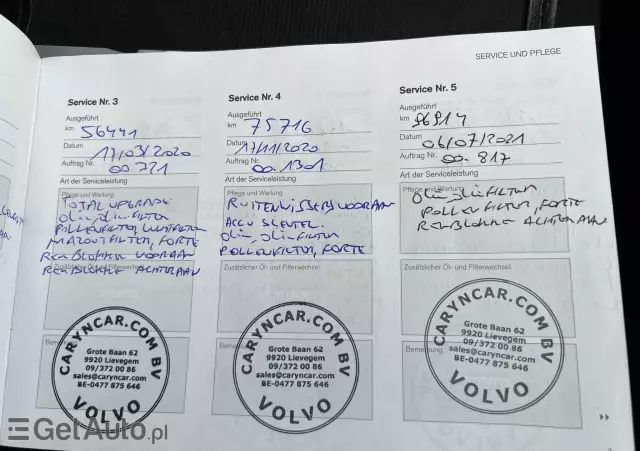 SERVICE UND PFLEGE
Service Nr. 3
Ausgeführt
km 56441
Datum 17/03/2020
Auftrag Nr. 00 721
Art der Serviceleistung
Pflege und Wartung
TOTAL UPGRADE
OLIE, OLIEFILTER
POLLENFILTER, LUCHTFILTER
MAZOUTFILTER, FORTE
REMBLOKKEN VOORAAN
Zusätzlicher Öl- und Filterwechsel
REMBLOKKEN ACHTERAAN
CARYNCAR.COM BV
Grote Baan 62
9920 Lievegem
09/372 00 86
sales@caryncar.com
BE-0477 875 646
VOLVO
Service Nr. 4
Ausgeführt
km 75716
Datum 17/11/2020
Auftrag Nr. 00.1301
Art der Serviceleistung
Pflege und Wartung
RUITENWISSERS VOORAAN
ACCU SLEUTEL
OLIE, OLIEFILTER
POLLENFILTER, FORTE
Zusätzlicher Öl- und Filterwechsel
CARYNCAR.COM BV
Grote Baan 62
9920 Lievegem
09/372 00 86
sales@caryncar.com
BE-0477 875 646
VOLVO
Service Nr. 5
Ausgeführt
km 96914
Datum 06/07/2021
Auftrag Nr. 00.817
Art der Serviceleistung
Pflege und Wartung
OLIE, OLIEFILTER
POLLENFILTER, FORTE
REMBLOKKEN ACHTERAAN
Zusätzlicher Öl- und Filterwechsel
CARYNCAR.COM BV
Grote Baan 62
9920 Lievegem
09/372 00 86
sales@caryncar.com
BE-0477 875 646
VOLVO
GetAuto.pl